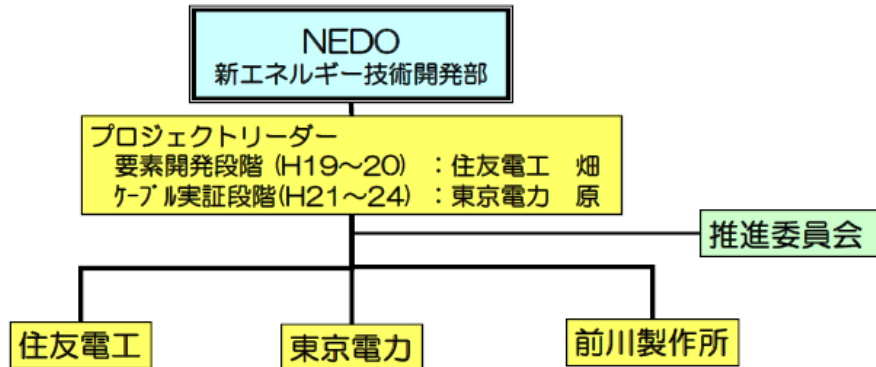 NEDO
新エネルギー技術開発部
プロジェクトリーダー
要素開発段階 (H19～20) ：住友電工　畑
ｹｰﾌﾞﾙ実証段階(H21～24) ：東京電力　原
推進委員会
住友電工
東京電力
前川製作所